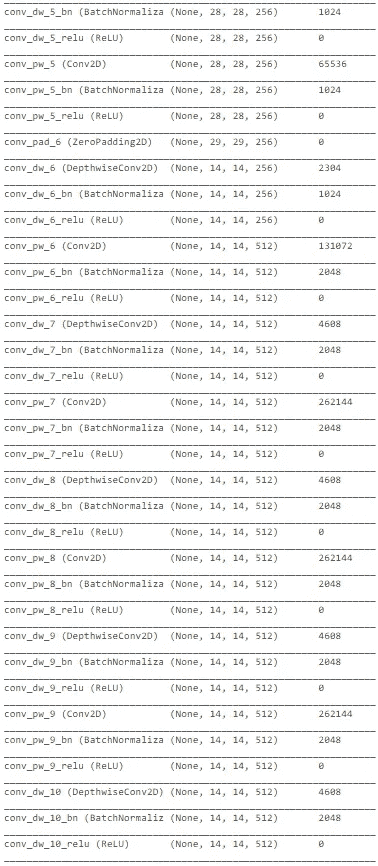 conv_dw_5_bn (BatchNormaliza (None, 28, 28, 256) 1024
conv_dw_5_relu (ReLU) (None, 28, 28, 256) 0
conv_pw_5 (Conv2D) (None, 28, 28, 256) 65536
conv_pw_5_bn (BatchNormaliza (None, 28, 28, 256) 1024
conv_pw_5_relu (ReLU) (None, 28, 28, 256) 0
conv_pad_6 (ZeroPadding2D) (None, 29, 29, 256) 0
conv_dw_6 (DepthwiseConv2D) (None, 14, 14, 256) 2304
conv_dw_6_bn (BatchNormaliza (None, 14, 14, 256) 1024
conv_dw_6_relu (ReLU) (None, 14, 14, 256) 0
conv_pw_6 (Conv2D) (None, 14, 14, 512) 131072
conv_pw_6_bn (BatchNormaliza (None, 14, 14, 512) 2048
conv_pw_6_relu (ReLU) (None, 14, 14, 512) 0
conv_dw_7 (DepthwiseConv2D) (None, 14, 14, 512) 4608
conv_dw_7_bn (BatchNormaliza (None, 14, 14, 512) 2048
conv_dw_7_relu (ReLU) (None, 14, 14, 512) 0
conv_pw_7 (Conv2D) (None, 14, 14, 512) 262144
conv_pw_7_bn (BatchNormaliza (None, 14, 14, 512) 2048
conv_pw_7_relu (ReLU) (None, 14, 14, 512) 0
conv_dw_8 (DepthwiseConv2D) (None, 14, 14, 512) 4608
conv_dw_8_bn (BatchNormaliza (None, 14, 14, 512) 2048
conv_dw_8_relu (ReLU) (None, 14, 14, 512) 0
conv_pw_8 (Conv2D) (None, 14, 14, 512) 262144
conv_pw_8_bn (BatchNormaliza (None, 14, 14, 512) 2048
conv_pw_8_relu (ReLU) (None, 14, 14, 512) 0
conv_dw_9 (DepthwiseConv2D) (None, 14, 14, 512) 4608
conv_dw_9_bn (BatchNormaliza (None, 14, 14, 512) 2048
conv_dw_9_relu (ReLU) (None, 14, 14, 512) 0
conv_pw_9 (Conv2D) (None, 14, 14, 512) 262144
conv_pw_9_bn (BatchNormaliza (None, 14, 14, 512) 2048
conv_pw_9_relu (ReLU) (None, 14, 14, 512) 0
conv_dw_10 (DepthwiseConv2D) (None, 14, 14, 512) 4608
conv_dw_10_bn (BatchNormaliz (None, 14, 14, 512) 2048
conv_dw_10_relu (ReLU) (None, 14, 14, 512) 0